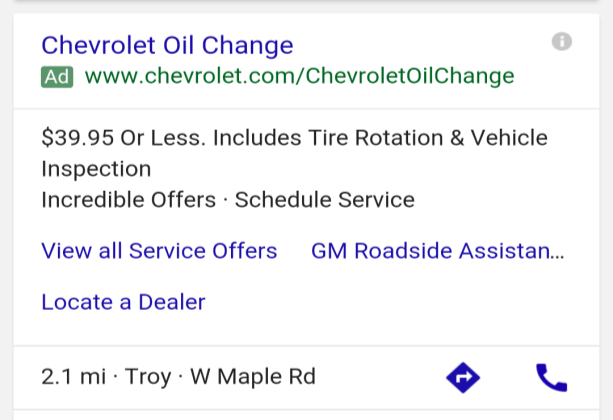 Chevrolet Oil Change
Ad www.chevrolet.com/ChevroletOilChange
$39.95 Or Less. Includes Tire Rotation & Vehicle
Inspection
Incredible Offers · Schedule Service
View all Service Offers GM Roadside Assistan...
Locate a Dealer
2.1 mi · Troy · W Maple Rd